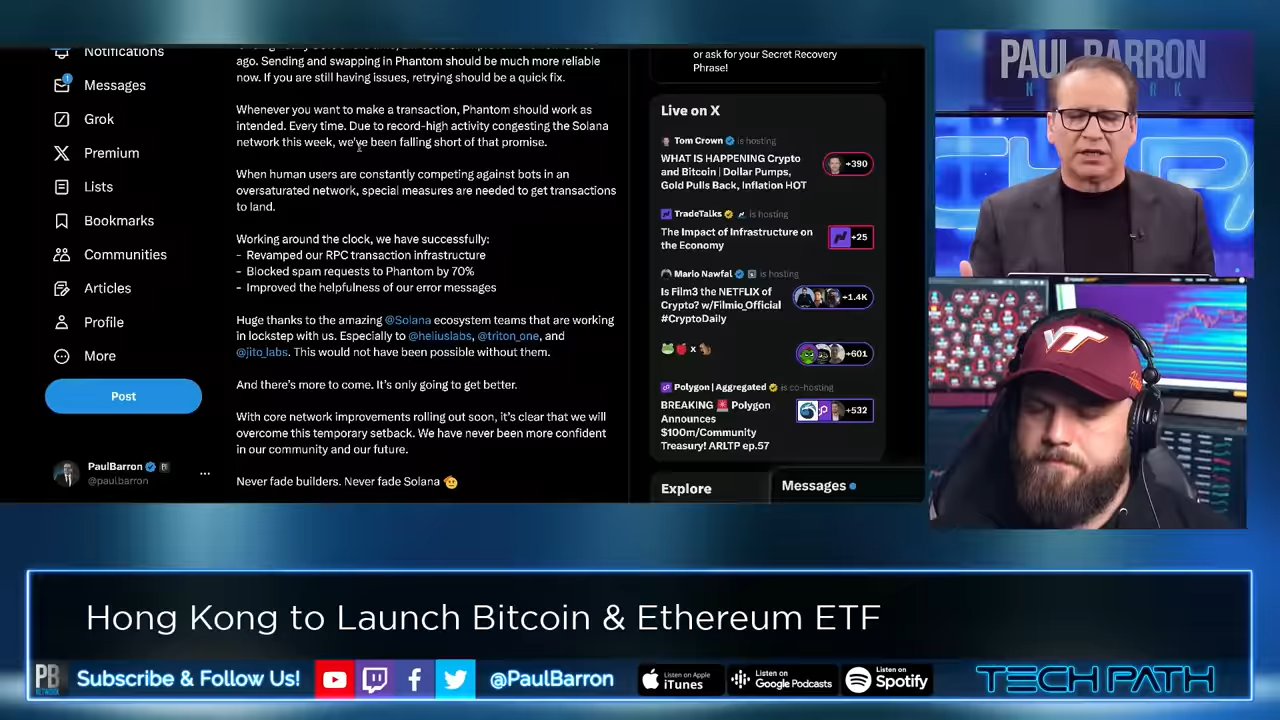 Notifications
Messages
1
Grok
Premium
Lists
Bookmarks
Communities
Articles
Profile
More
Post
PaulBarron
@paulbarron
ago. Sending and swapping in Phantom should be much more reliable
now. If you are still having issues, retrying should be a quick fix.
Whenever you want to make a transaction, Phantom should work as
intended. Every time. Due to record-high activity congesting the Solana
network this week, we've been falling short of that promise.
When human users are constantly competing against bots in an
oversaturated network, special measures are needed to get transactions
to land.
Working around the clock, we have successfully:
- Revamped our RPC transaction infrastructure
- Blocked spam requests to Phantom by 70%
- Improved the helpfulness of our error messages
Huge thanks to the amazing @Solana ecosystem teams that are working
in lockstep with us. Especially to @heliuslabs, @triton_one, and
@jito_labs. This would not have been possible without them.
And there's more to come. It's only going to get better.
With core network improvements rolling out soon, it's clear that we will
overcome this temporary setback. We have never been more confident
in our community and our future.
Never fade builders. Never fade Solana 🫡
or ask for your Secret Recovery
Phrase!
Live on X
Tom Crown is hosting
WHAT IS HAPPENING Crypto
and Bitcoin | Dollar Pumps,
Gold Pulls Back, Inflation HOT
+390
TradeTalks is hosting
The Impact of Infrastructure on
the Economy
+25
Mario Nawfal is hosting
Is Film3 the NETFLIX of
Crypto? w/Filmio_Official
#CryptoDaily
+1.4K
🐸🍎 x 🐿️
+601
Polygon | Aggregated is co-hosting
BREAKING 🚨 Polygon
Announces
$100m/Community
Treasury! ARLTP ep.57
+532
Explore
Messages
PAUL BARRON
VT
Hong Kong to Launch Bitcoin & Ethereum ETF
PB
NETWORK
Subscribe & Follow Us!
@PaulBarron
Listen on Apple
iTunes
Listen on
Google Podcasts
Listen on
Spotify
TECH PATH